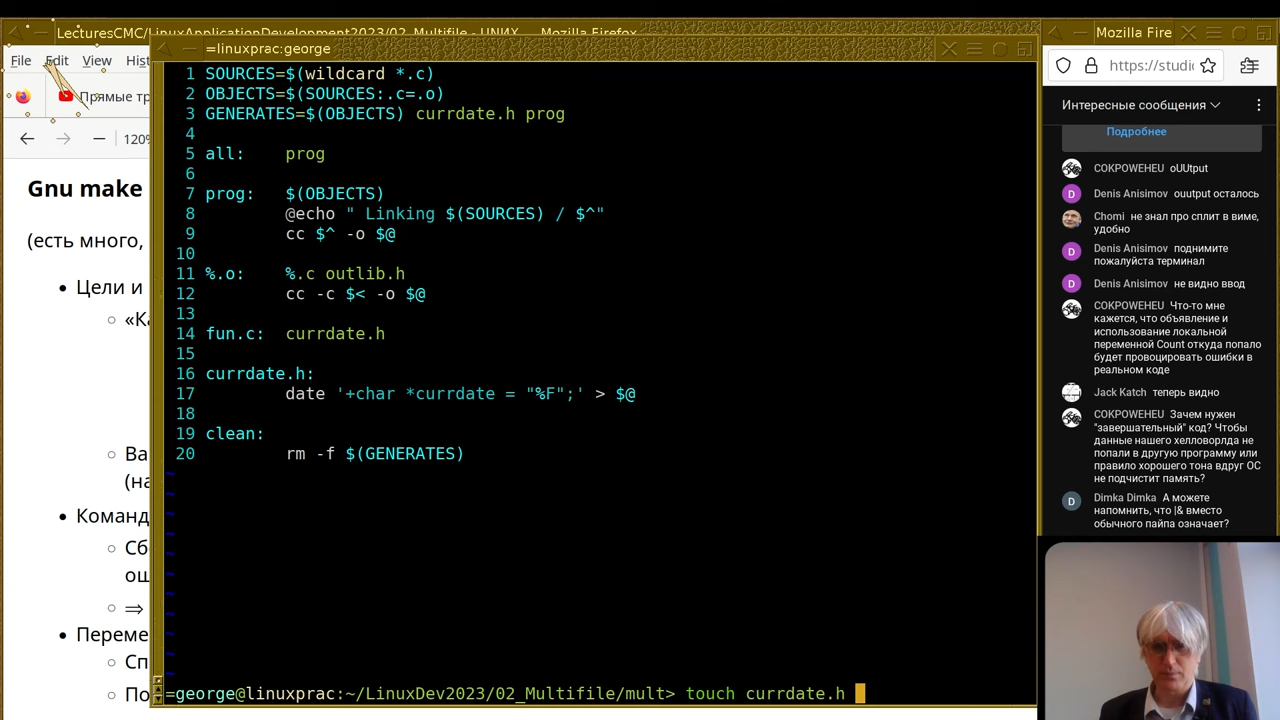 LecturesCMC/LinuxApplicationDevelopment2023/02_Multifile - UNИX — Mozilla Firefox
=linuxprac:george
Mozilla Fire
File Edit View Hist
Прямые тр
120%
Gnu make
(есть много,
Цели и
«Ка
Ва
(на
Команд
Сб
ош
⇒
Переме
Сп
По
1 SOURCES=$(wildcard *.c)
2 OBJECTS=$(SOURCES:.c=.o)
3 GENERATES=$(OBJECTS) currdate.h prog
4
5 all: prog
6
7 prog: $(OBJECTS)
8 @echo " Linking $(SOURCES) / $^"
9 cc $^ -o $@
10
11 %.o: %.c outlib.h
12 cc -c $< -o $@
13
14 fun.c: currdate.h
15
16 currdate.h:
17 date '+char *currdate = "%F";' > $@
18
19 clean:
20 rm -f $(GENERATES)
~
~
~
~
~
~
~
~
~
~
~
=george@linuxprac:~/LinuxDev2023/02_Multifile/mult> touch currdate.h
https://studi
Интересные сообщения
Подробнее
COKPOWEHEU oUUtput
D Denis Anisimov ouutput осталось
Chomi не знал про сплит в виме,
удобно
D Denis Anisimov поднимите
пожалуйста терминал
D Denis Anisimov не видно ввод
COKPOWEHEU Что-то мне
кажется, что объявление и
использование локальной
переменной Count откуда попало
будет провоцировать ошибки в
реальном коде
Jack Katch теперь видно
COKPOWEHEU Зачем нужен
"завершательный" код? Чтобы
данные нашего хелловорлда не
попали в другую программу или
правило хорошего тона вдруг ОС
не подчистит память?
D Dimka Dimka А можете
напомнить, что |& вместо
обычного пайпа означает?